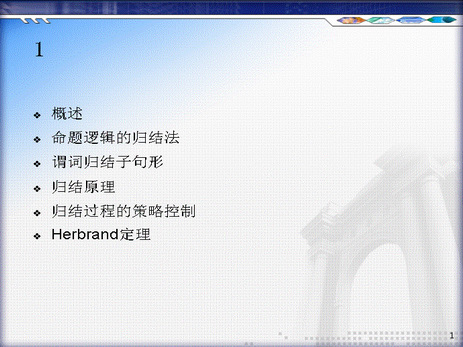 1
概述
命题逻辑的归结法
谓词归结子句形
归结原理
归结过程的策略控制
Herbrand定理
1